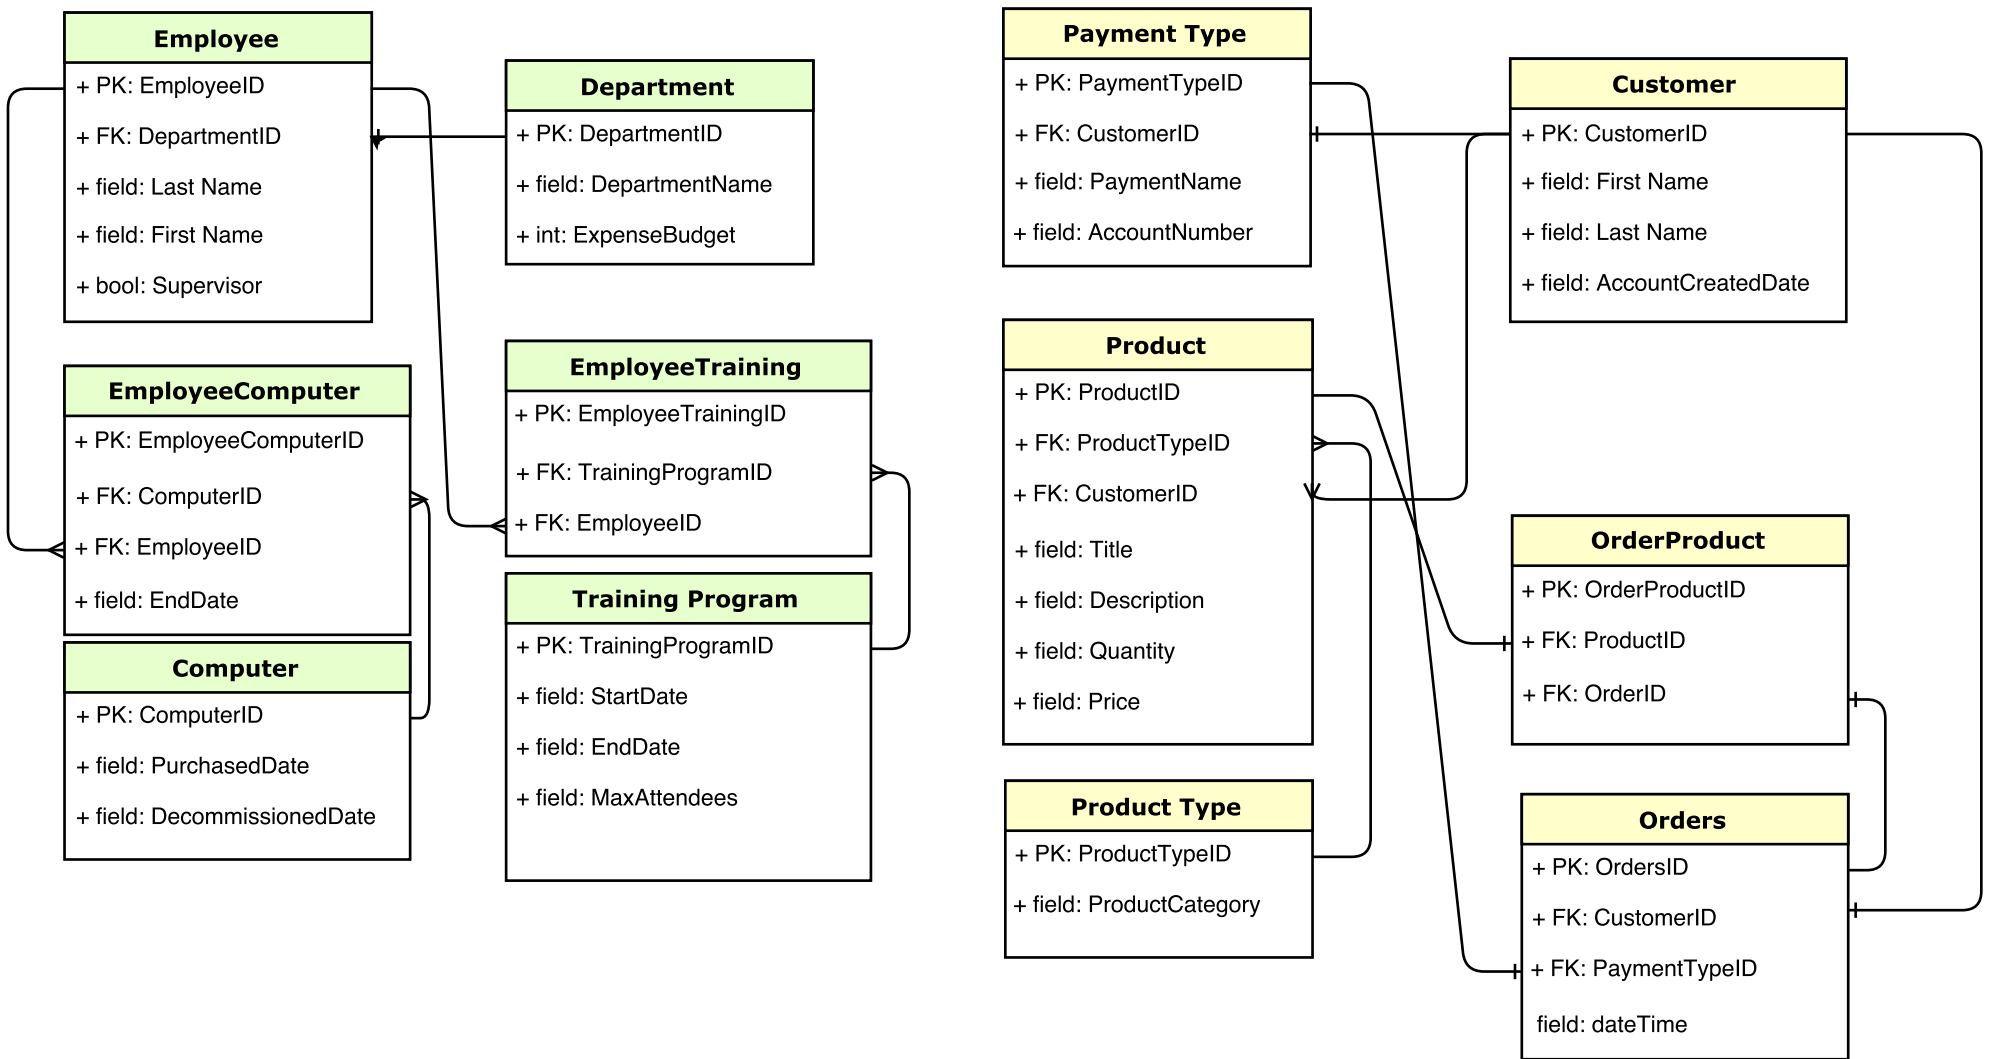 Employee
+ PK: EmployeeID
+ FK: DepartmentID
+ field: Last Name
+ field: First Name
+ bool: Supervisor
Department
+ PK: DepartmentID
+ field: DepartmentName
+ int: ExpenseBudget
EmployeeComputer
+ PK: EmployeeComputerID
+ FK: ComputerID
+ FK: EmployeeID
+ field: EndDate
Computer
+ PK: ComputerID
+ field: PurchasedDate
+ field: DecommissionedDate
EmployeeTraining
+ PK: EmployeeTrainingID
+ FK: TrainingProgramID
+ FK: EmployeeID
Training Program
+ PK: TrainingProgramID
+ field: StartDate
+ field: EndDate
+ field: MaxAttendees
Payment Type
+ PK: PaymentTypeID
+ FK: CustomerID
+ field: PaymentName
+ field: AccountNumber
Customer
+ PK: CustomerID
+ field: First Name
+ field: Last Name
+ field: AccountCreatedDate
Product
+ PK: ProductID
+ FK: ProductTypeID
+ FK: CustomerID
+ field: Title
+ field: Description
+ field: Quantity
+ field: Price
Product Type
+ PK: ProductTypeID
+ field: ProductCategory
OrderProduct
+ PK: OrderProductID
+ FK: ProductID
+ FK: OrderID
Orders
+ PK: OrdersID
+ FK: CustomerID
+ FK: PaymentTypeID
field: dateTime